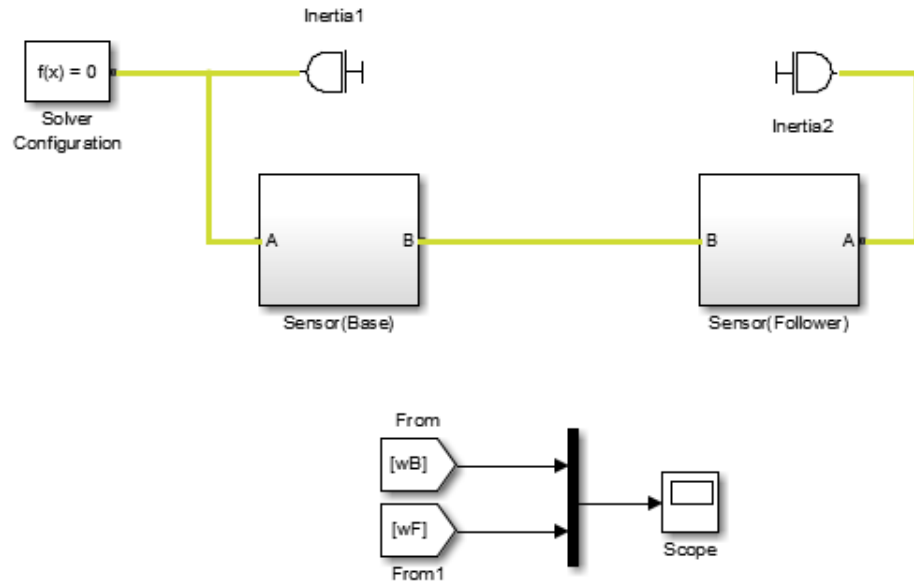 Inertia1
f(x) = 0
Solver
Configuration
Inertia2
A
B
B
A
Sensor(Base)
Sensor(Follower)
From
[wB]
[wF]
From1
Scope